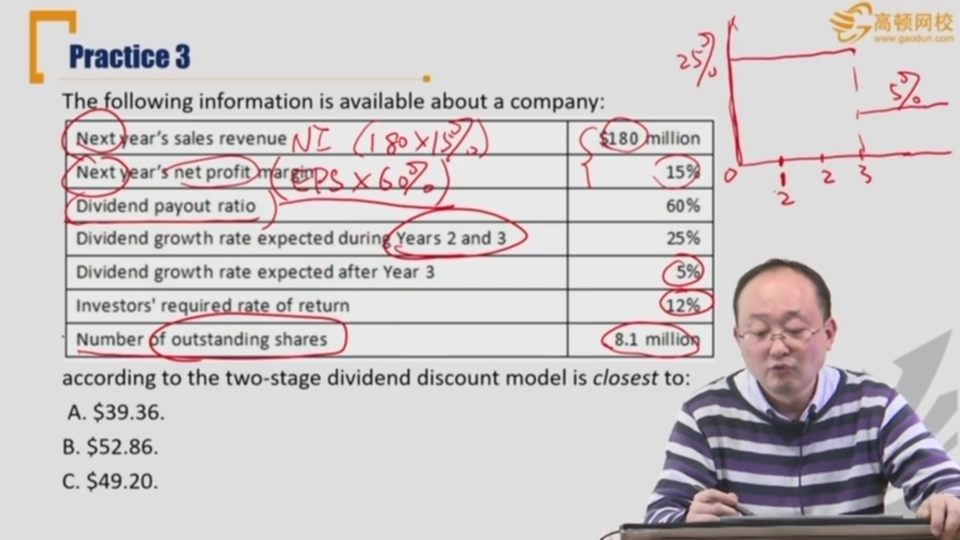 高顿网校
www.gaodun.com
Practice 3
The following information is available about a company:
Next year's sales revenue NI (180×15%) $180 million
Next year's net profit margin (EPS×60%) 15%
Dividend payout ratio 60%
Dividend growth rate expected during Years 2 and 3 25%
Dividend growth rate expected after Year 3 5%
Investors' required rate of return 12%
Number of outstanding shares 8.1 million
according to the two-stage dividend discount model is closest to:
A. $39.36.
B. $52.86.
C. $49.20.
25%
5%
0 2 3
2